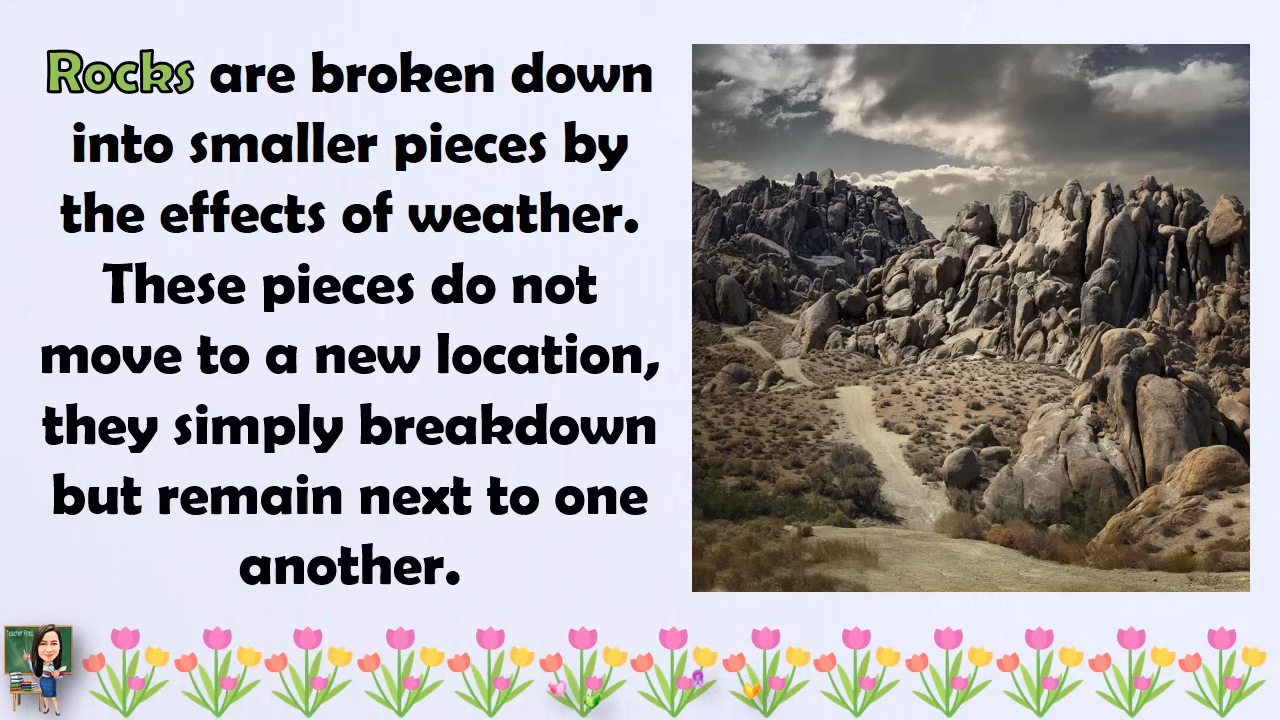 Rocks are broken down
into smaller pieces by
the effects of weather.
These pieces do not
move to a new location,
they simply breakdown
but remain next to one
another.